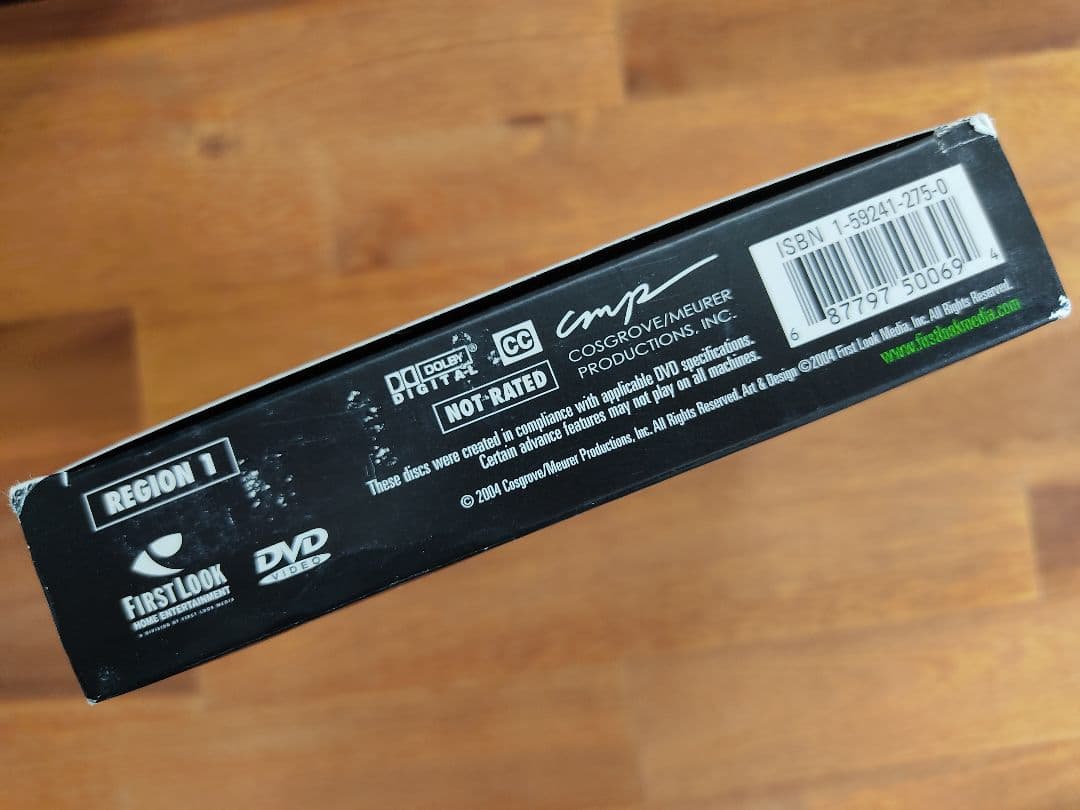 REGION 1
FIRST LOOK
HOME ENTERTAINMENT
A DIVISION OF FIRST LOOK MEDIA
DVD
VIDEO
DOLBY®
DIGITAL
CC
NOT RATED
cmp
COSGROVE/MEURER
PRODUCTIONS, INC.
These discs were created in compliance with applicable DVD specifications.
Certain advance features may not play on all machines.
© 2004 Cosgrove/Meurer Productions, Inc. All Rights Reserved. Art & Design ©2004 First Look Media, Inc. All Rights Reserved.
www.firstlookmedia.com
ISBN 1-59241-275-0
6 87797 50069 4